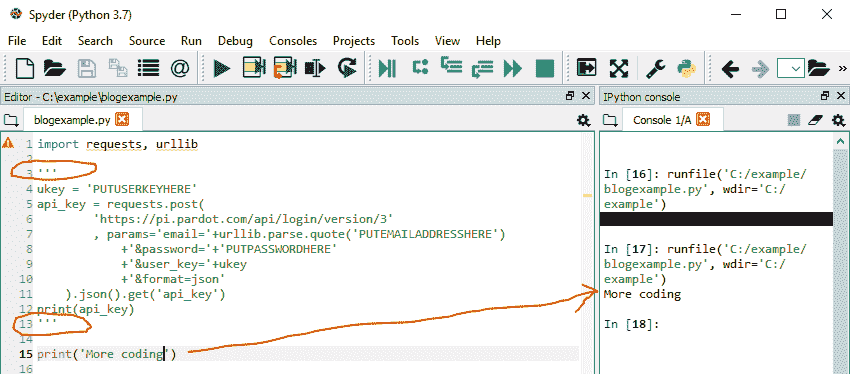 Spyder (Python 3.7)
File Edit Search Source Run Debug Consoles Projects Tools View Help
Editor - C:\example\blogexample.py
blogexample.py
1 import requests, urllib
2
3 '''
4 ukey = 'PUTUSERKEYHERE'
5 api_key = requests.post(
6 'https://pi.pardot.com/api/login/version/3'
7 , params='email='+urllib.parse.quote('PUTEMAILADDRESSHERE')
8 +'&password='+'PUTPASSWORDHERE'
9 +'&user_key='+ukey
10 +'&format=json'
11 ).json().get('api_key')
12 print(api_key)
13 '''
14
15 print('More coding')
16
IPython console
Console 1/A
In [16]: runfile('C:/example/
blogexample.py', wdir='C:/
example')
In [17]: runfile('C:/example/
blogexample.py', wdir='C:/
example')
More coding
In [18]: